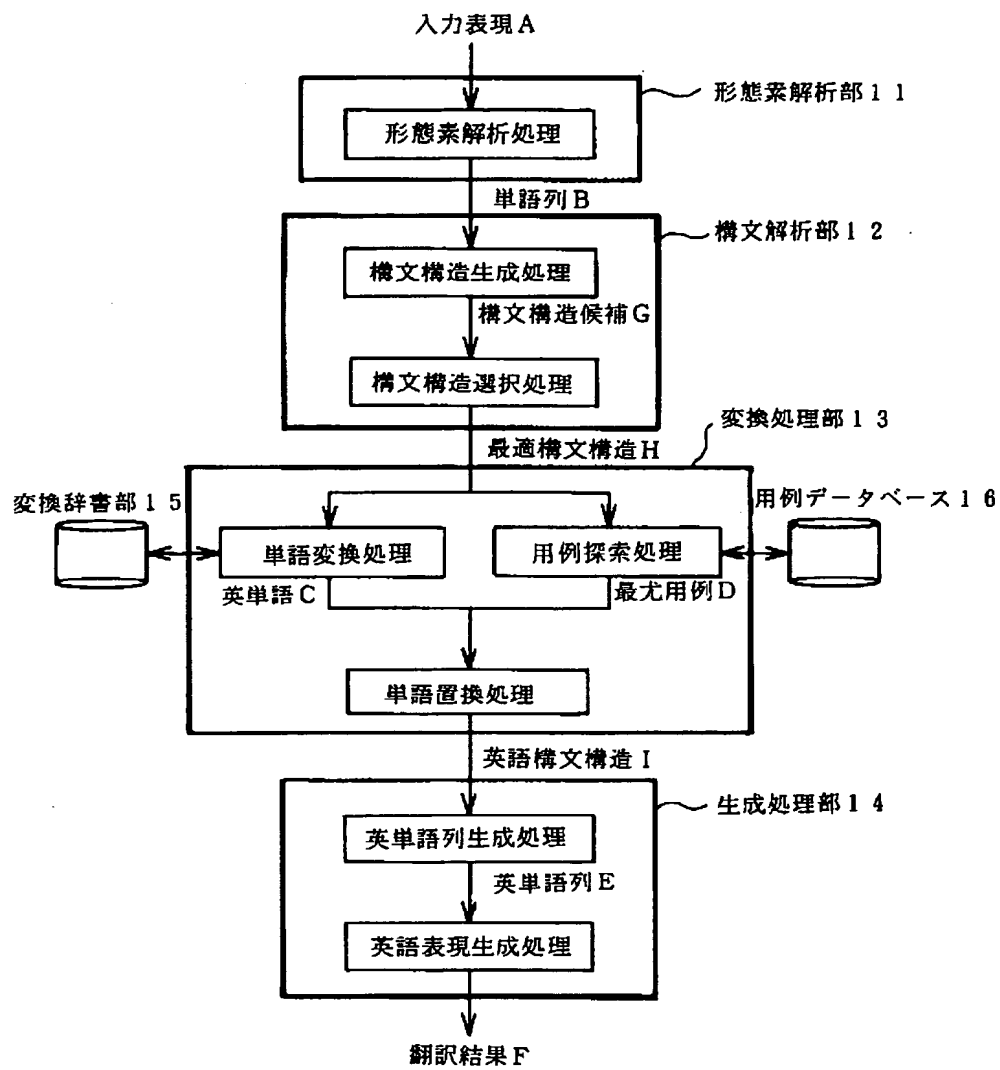 入力表現A
形態素解析部11
形態素解析処理
単語列B
構文解析部12
構文構造生成処理
構文構造候補G
構文構造選択処理
変換処理部13
最適構文構造H
変換辞書部15
用例データベース16
単語変換処理
用例探索処理
英単語C
最尤用例D
単語置換処理
英語構文構造I
生成処理部14
英単語列生成処理
英単語列E
英語表現生成処理
翻訳結果F